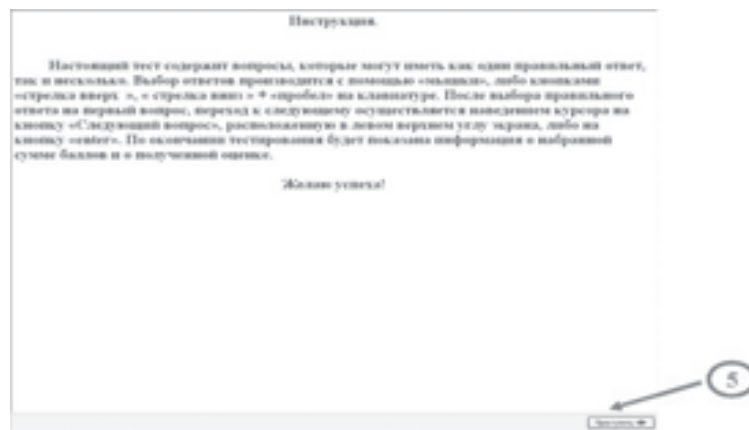 Инструкция.
Настоящий тест содержит вопросы, которые могут иметь как один правильный ответ,
так и несколько. Выбор ответов производится с помощью «мышки», либо кнопками
«стрелка вверх », « стрелка вниз » + «пробел» на клавиатуре. После выбора правильного
ответа на первый вопрос, переход к следующему осуществляется наведением курсора на
кнопку «Следующий вопрос», расположенную в левом верхнем углу экрана, либо на
кнопку «enter». По окончании тестирования будет показана информация о набранной
сумме баллов и о полученной оценке.
Желаю успеха!
5